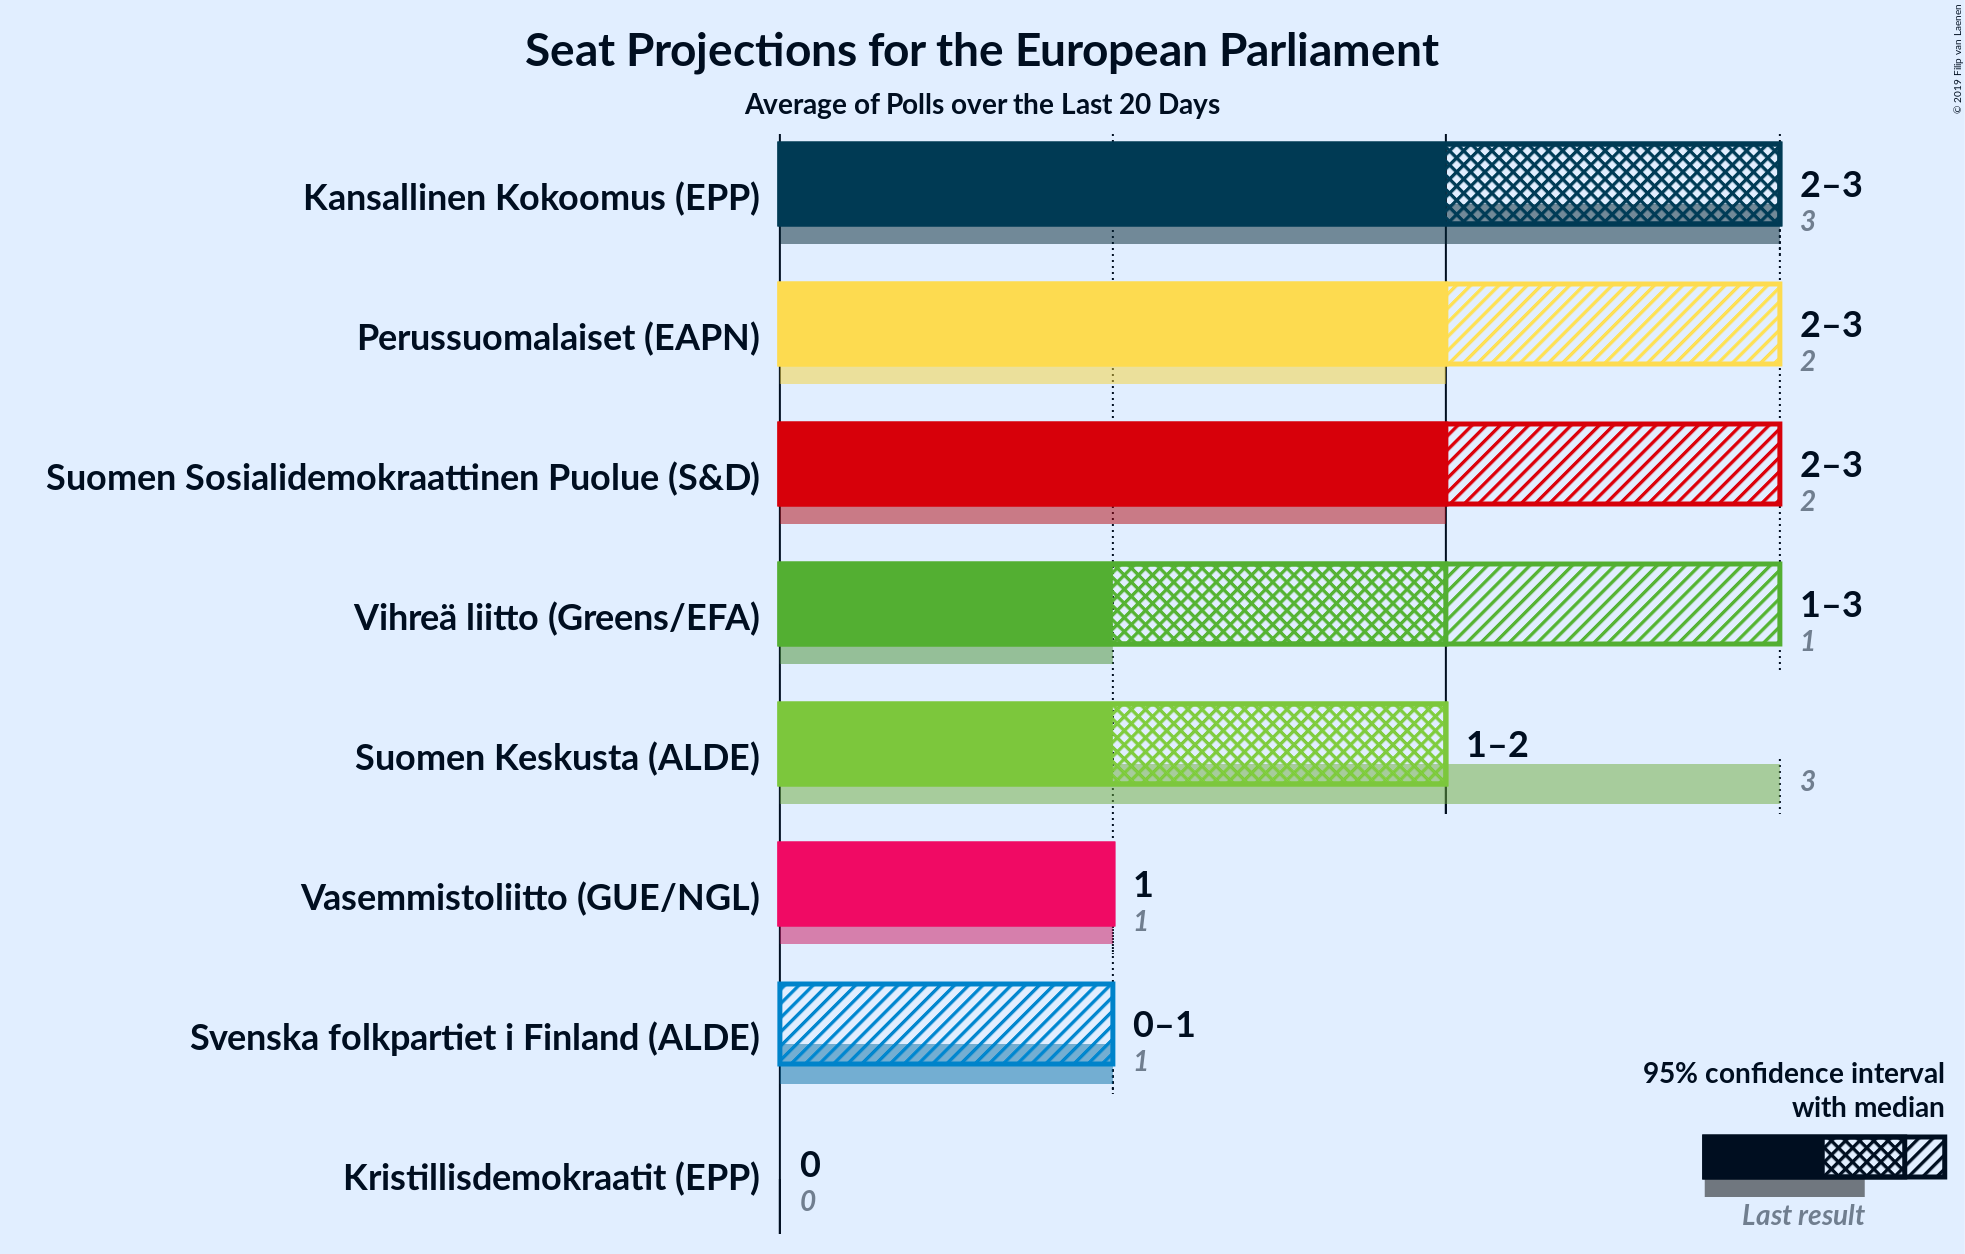 Seat Projections for the European Parliament
Average of Polls over the Last 20 Days
© 2019 Filip van Laenen
Kansallinen Kokoomus (EPP)
2–3
3
Perussuomalaiset (EAPN)
2–3
2
Suomen Sosialidemokraattinen Puolue (S&D)
2–3
2
Vihreä liitto (Greens/EFA)
1–3
1
Suomen Keskusta (ALDE)
1–2
3
Vasemmistoliitto (GUE/NGL)
1
1
Svenska folkpartiet i Finland (ALDE)
0–1
1
Kristillisdemokraatit (EPP)
0
0
95% confidence interval
with median
Last result